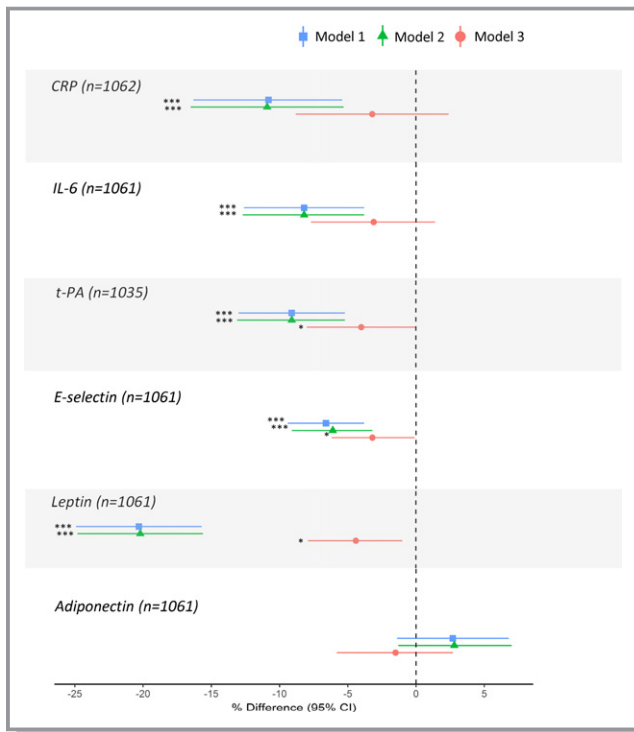 Model 1 Model 2 Model 3
CRP (n=1062)
***
***
IL-6 (n=1061)
***
***
t-PA (n=1035)
***
***
*
E-selectin (n=1061)
***
***
*
Leptin (n=1061)
***
***
*
Adiponectin (n=1061)
-25 -20 -15 -10 -5 0 5
% Difference (95% CI)